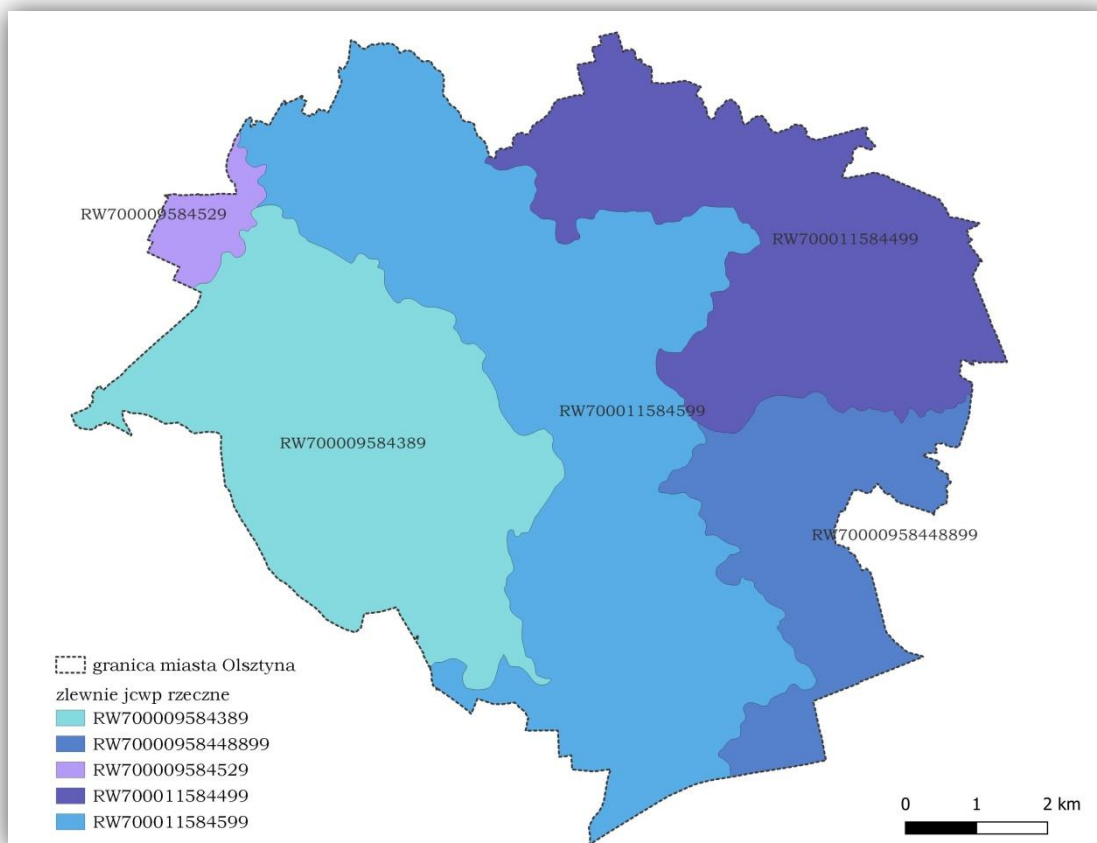 RW700009584529
RW700011584499
RW700011584599
RW700009584389
RW70000958448899
granica miasta Olsztyna
zlewnie jcwp rzeczne
RW700009584389
RW70000958448899
RW700009584529
RW700011584499
RW700011584599
0 1 2 km